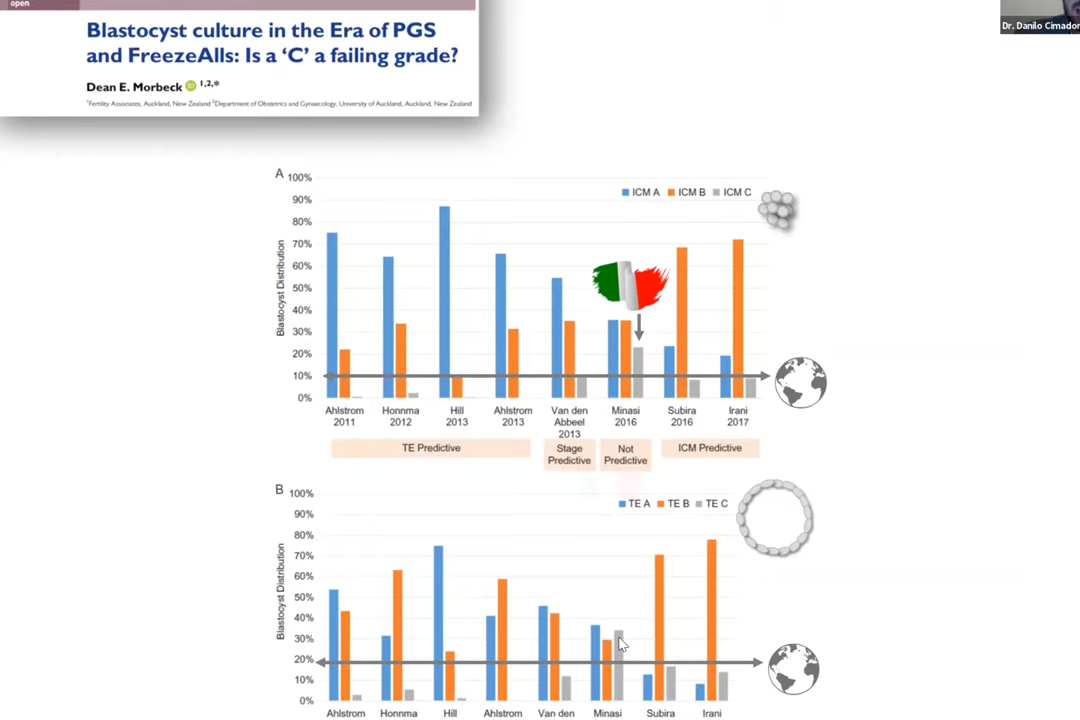 open
Dr. Danilo Cimador
Blastocyst culture in the Era of PGS
and FreezeAlls: Is a ‘C’ a failing grade?
Dean E. Morbeck iD 1,2,*
1Fertility Associates, Auckland, New Zealand 2Department of Obstetrics and Gynaecology, University of Auckland, Auckland, New Zealand
A
ICM A ICM B ICM C
Blastocyst Distribution
100%
90%
80%
70%
60%
50%
40%
30%
20%
10%
0%
Ahlstrom 2011
Honnma 2012
Hill 2013
Ahlstrom 2013
Van den Abbeel 2013
Minasi 2016
Subira 2016
Irani 2017
TE Predictive
Stage Predictive
Not Predictive
ICM Predictive
B
TE A TE B TE C
Blastocyst Distribution
100%
90%
80%
70%
60%
50%
40%
30%
20%
10%
0%
Ahlstrom
Honnma
Hill
Ahlstrom
Van den
Minasi
Subira
Irani